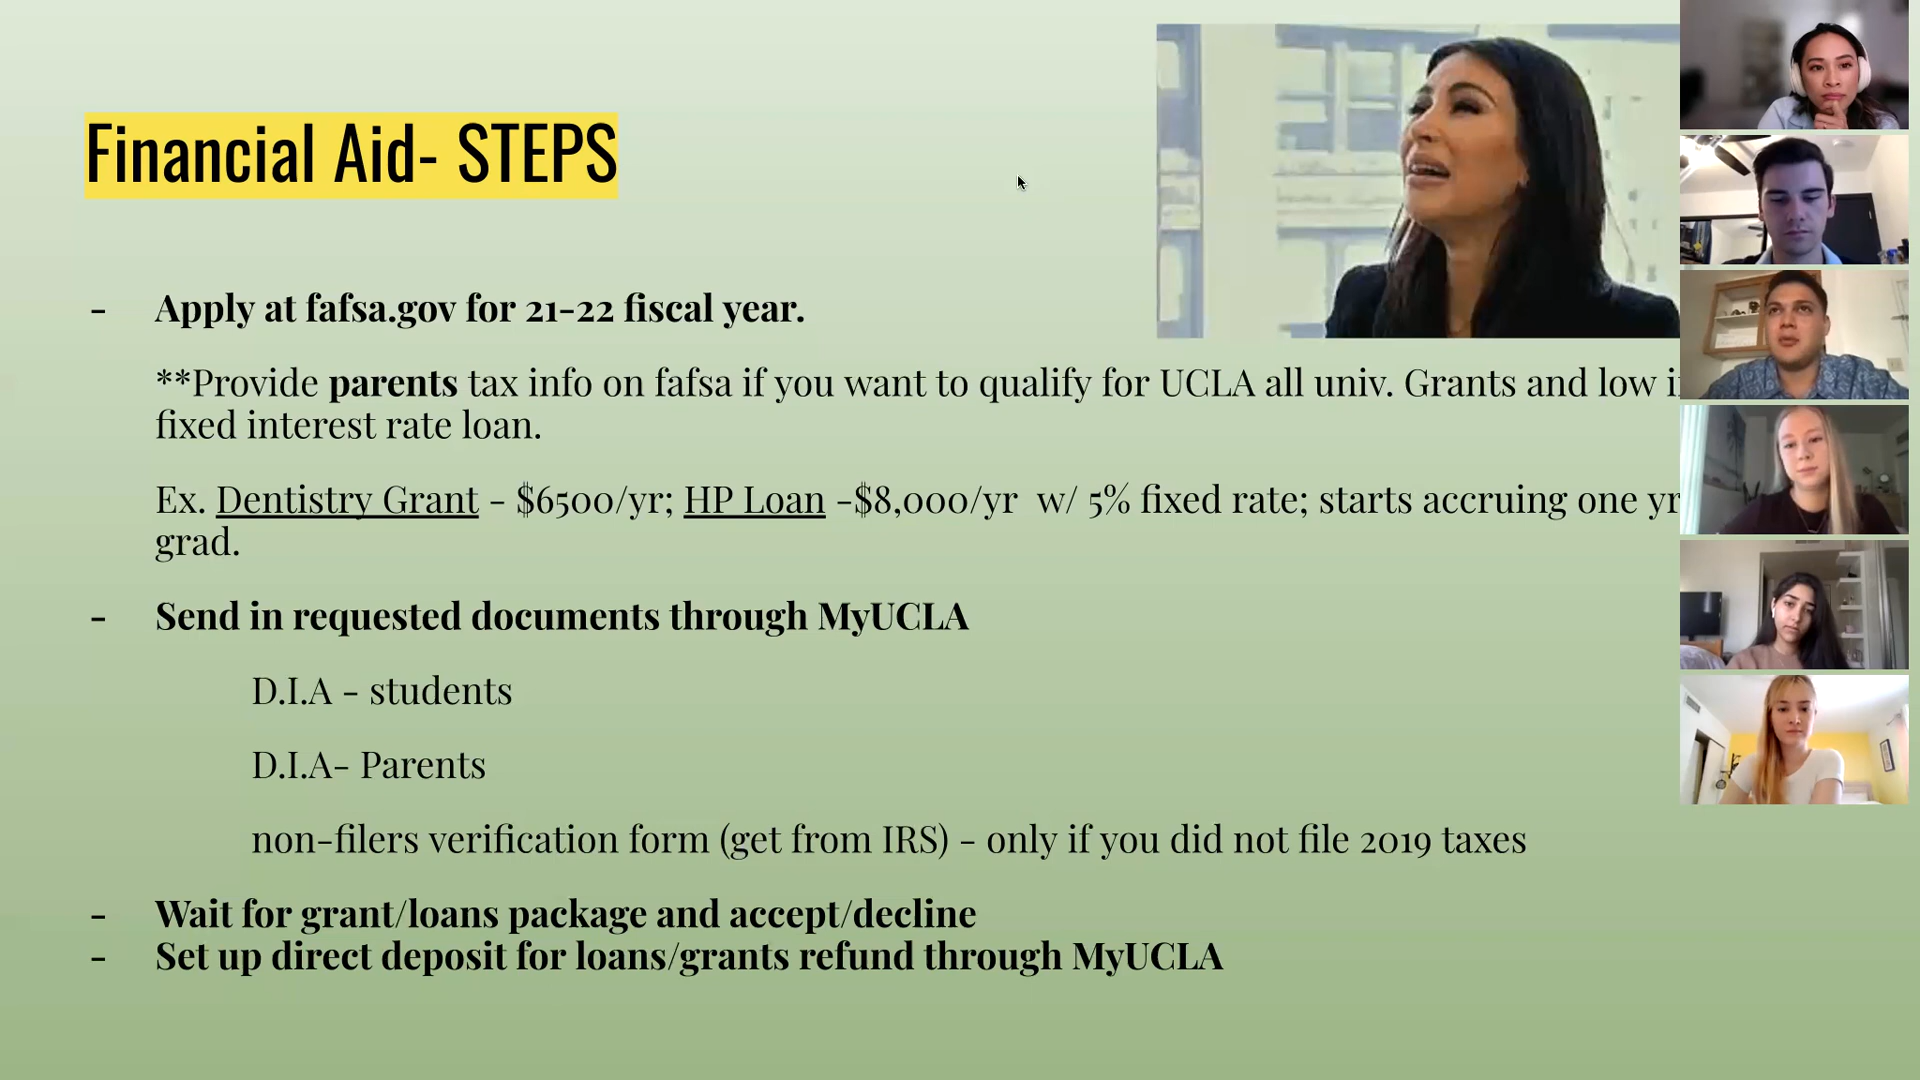 Financial Aid- STEPS
- Apply at fafsa.gov for 21-22 fiscal year.
**Provide parents tax info on fafsa if you want to qualify for UCLA all univ. Grants and low
fixed interest rate loan.
Ex. Dentistry Grant - $6500/yr; HP Loan -$8,000/yr w/ 5% fixed rate; starts accruing one yr
grad.
- Send in requested documents through MyUCLA
D.I.A - students
D.I.A- Parents
non-filers verification form (get from IRS) - only if you did not file 2019 taxes
- Wait for grant/loans package and accept/decline
- Set up direct deposit for loans/grants refund through MyUCLA